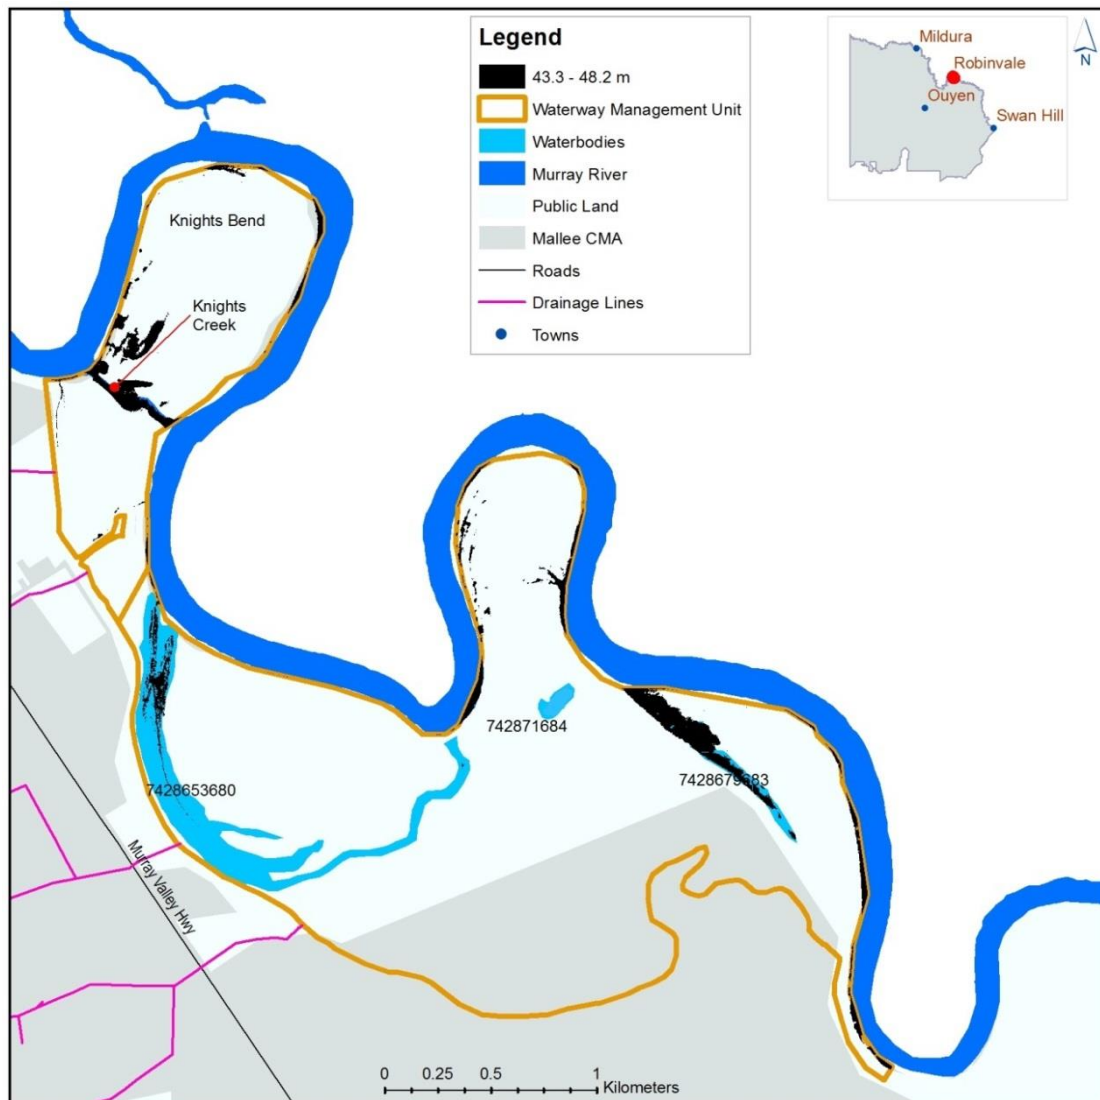 Legend
43.3 - 48.2 m
Waterway Management Unit
Waterbodies
Murray River
Public Land
Mallee CMA
Roads
Drainage Lines
Towns
Mildura
Robinvale
Ouyen
Swan Hill
N
Knights Bend
Knights
Creek
742871684
7428679683
7428653680
Murray Valley Hwy
0 0.25 0.5 1
Kilometers